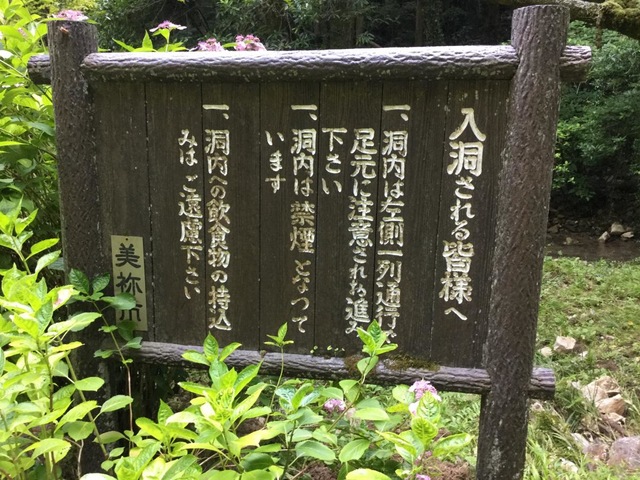 入洞される皆様へ
一、洞内は左側一列通行
足元に注意されお進み
下さい
一、洞内は禁煙となって
います
一、洞内への飲食物の持込
みはご遠慮下さい
美祢市